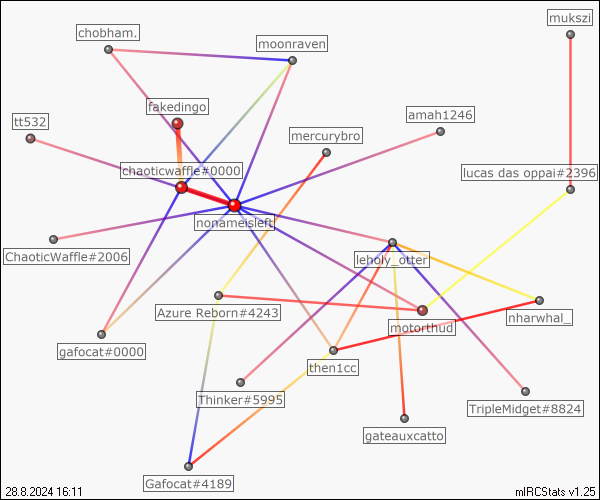 mukszi
chobham.
moonraven
fakedingo
tt532
amah1246
mercurybro
chaoticwaffle#0000
lucas das oppai#2396
nonameisleft
ChaoticWaffle#2006
leholy_otter
Azure Reborn#4243
nharwhal_
motorthud
gafocat#0000
then1cc
Thinker#5995
TripleMidget#8824
gateauxcatto
Gafocat#4189
28.8.2024 16:11
mIRCStats v1.25